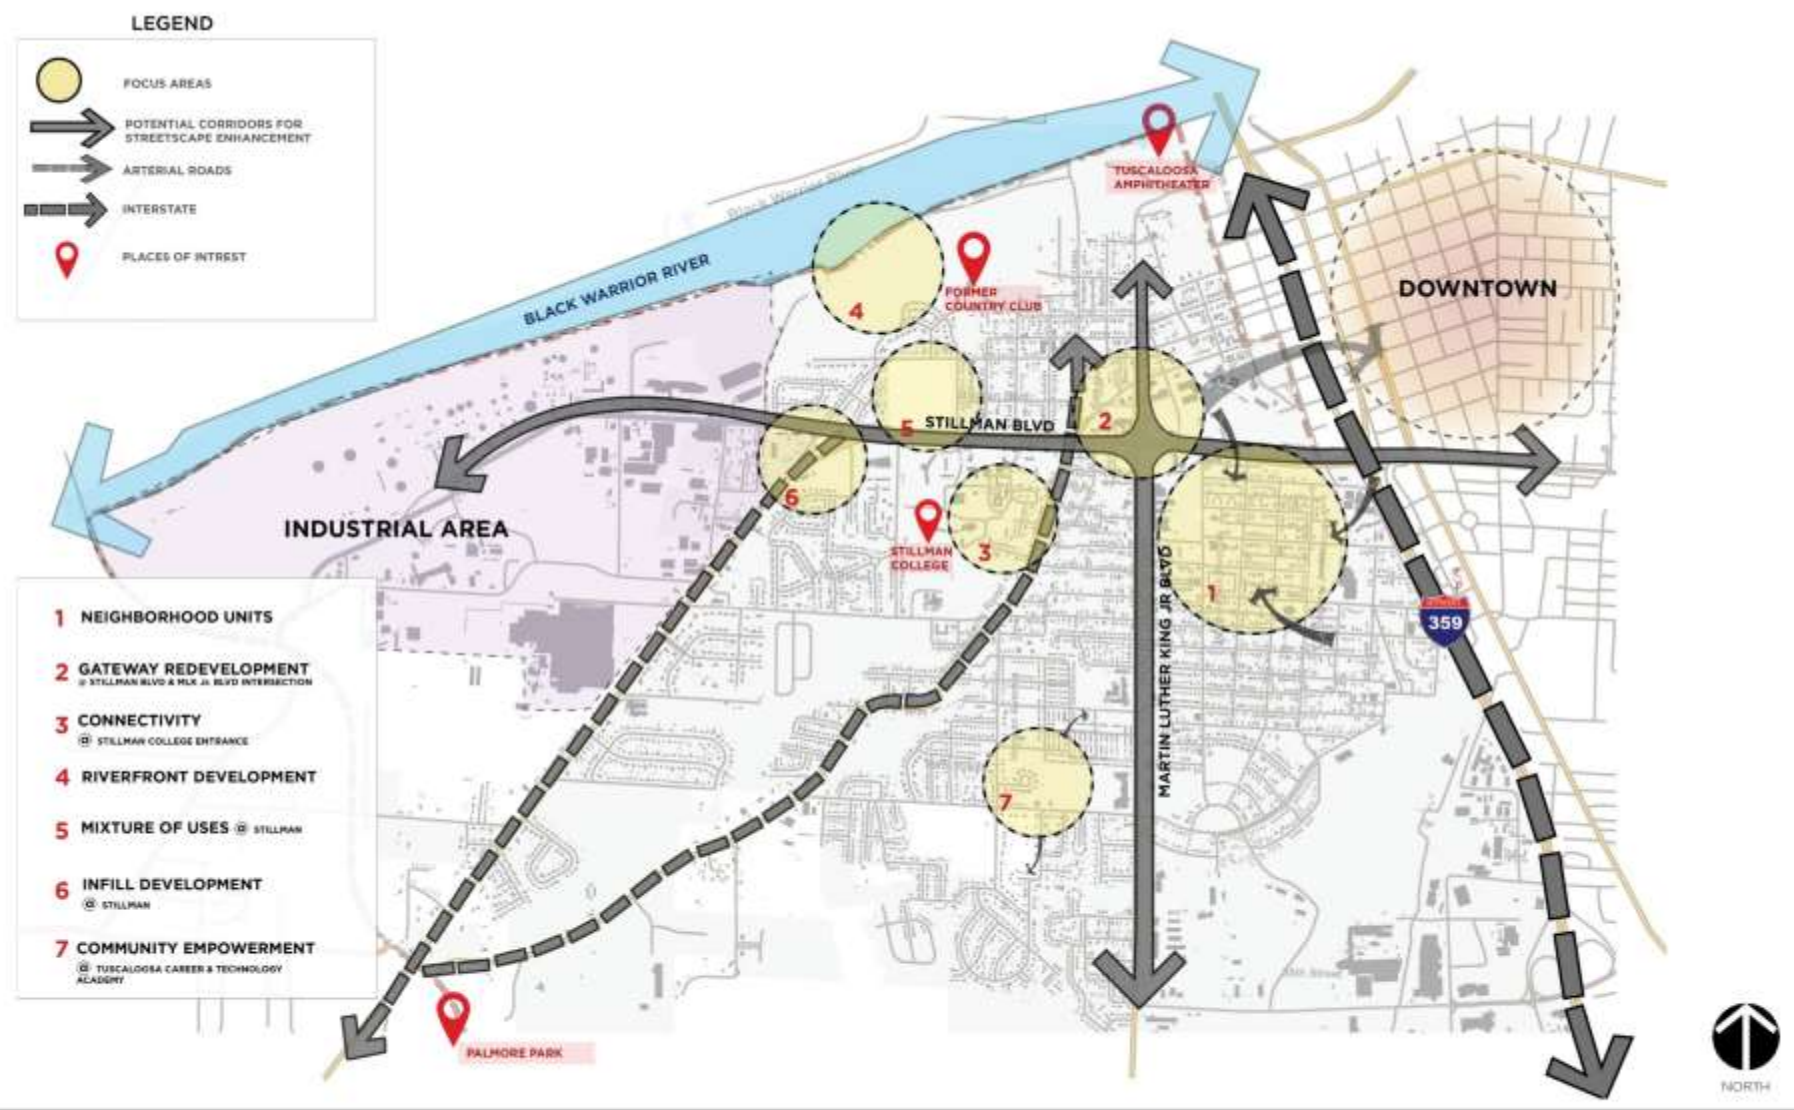 LEGEND
FOCUS AREAS
POTENTIAL CORRIDORS FOR
STREETSCAPE ENHANCEMENT
ARTERIAL ROADS
INTERSTATE
PLACES OF INTREST
TUSCALOOSA
AMPHITHEATER
Black Warrior River
BLACK WARRIOR RIVER
4
FORMER
COUNTRY CLUB
DOWNTOWN
5
STILLMAN BLVD
2
6
INDUSTRIAL AREA
3
STILLMAN
COLLEGE
1
MARTIN LUTHER KING JR BLVD
359
7
1 NEIGHBORHOOD UNITS
2 GATEWAY REDEVELOPMENT
@ STILLMAN BLVD & MLK Jr. BLVD INTERSECTION
3 CONNECTIVITY
@ STILLMAN COLLEGE ENTRANCE
4 RIVERFRONT DEVELOPMENT
5 MIXTURE OF USES @ STILLMAN
6 INFILL DEVELOPMENT
@ STILLMAN
7 COMMUNITY EMPOWERMENT
@ TUSCALOOSA CAREER & TECHNOLOGY
ACADEMY
PALMORE PARK
NORTH